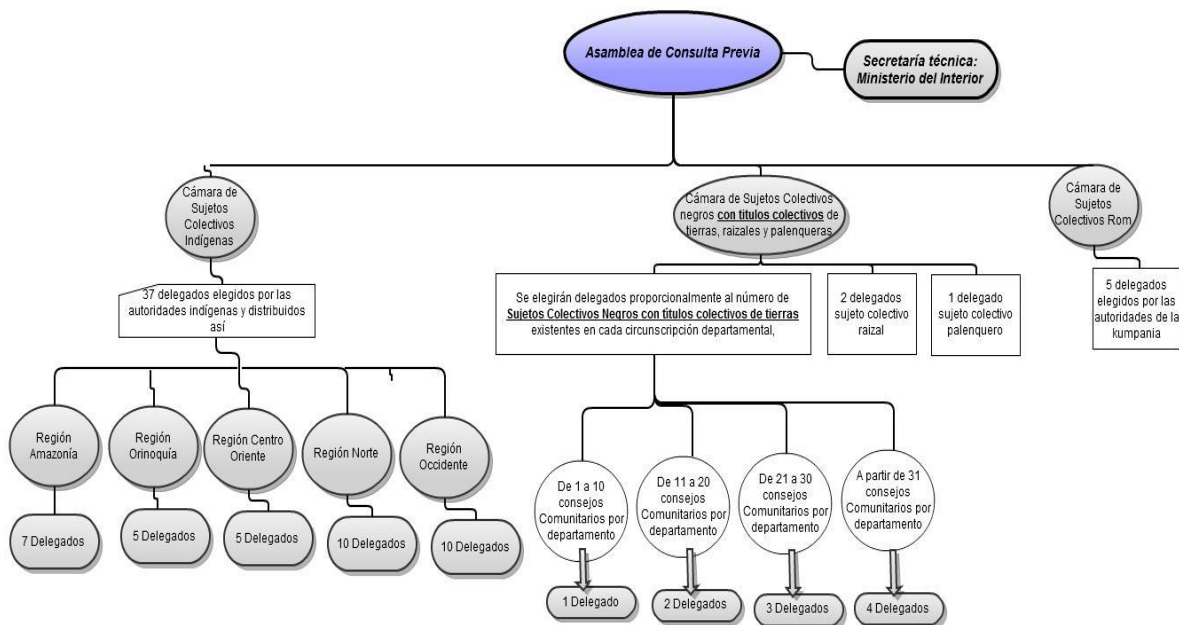 Asamblea de Consulta Previa
Secretaría técnica:
Ministerio del Interior
Cámara de
Sujetos
Colectivos
Indígenas
Cámara de Sujetos Colectivos
negros con titulos colectivos de
tierras, raizales y palenqueras
Cámara de
Sujetos
Colectivos Rom
37 delegados elegidos por las
autoridades indígenas y distribuidos
así
Se elegirán delegados proporcionalmente al número de
Sujetos Colectivos Negros con títulos colectivos de tierras
existentes en cada circunscripción departamental,
2 delegados
sujeto colectivo
raizal
1 delegado
sujeto colectivo
palenquero
5 delegados
elegidos por las
autoridades de la
kumpania
Región
Amazonía
Región
Orinoquía
Región Centro
Oriente
Región Norte
Región
Occidente
7 Delegados
5 Delegados
5 Delegados
10 Delegados
10 Delegados
De 1 a 10
consejos
Comunitarios por
departamento
De 11 a 20
consejos
Comunitarios por
departamento
De 21 a 30
consejos
Comunitarios por
departamento
A partir de 31
consejos
Comunitarios por
departamento
1 Delegado
2 Delegados
3 Delegados
4 Delegados